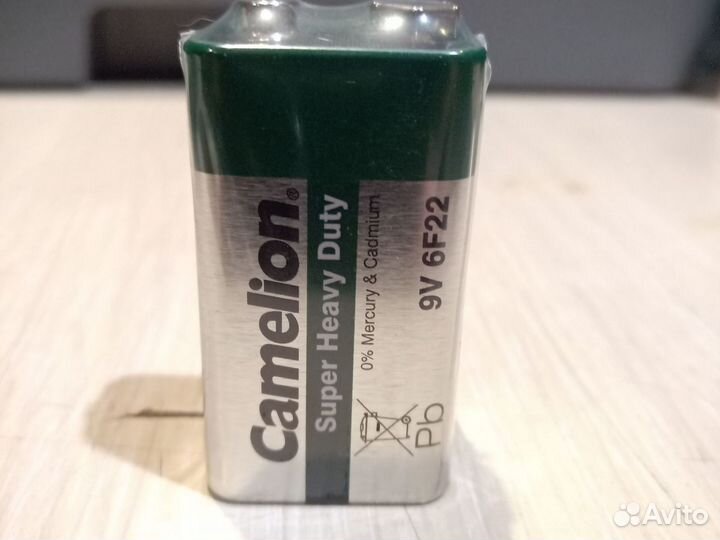 Camelion®
Super Heavy Duty
0% Mercury & Cadmium
9V 6F22
Pb
Avito